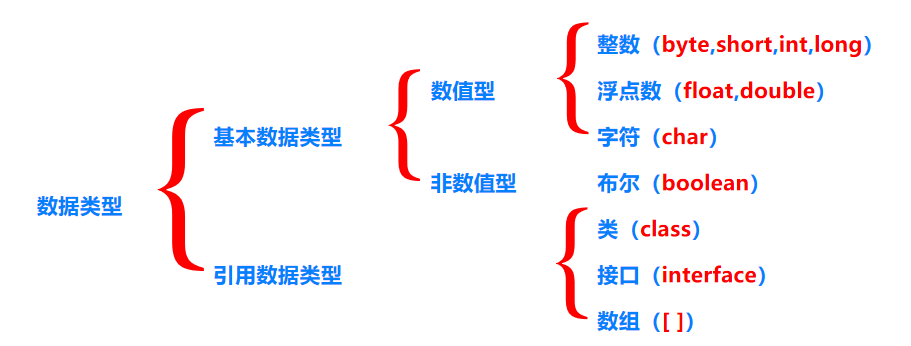 整数（byte,short,int,long）
数值型
浮点数（float,double）
基本数据类型
字符（char）
非数值型
布尔（boolean）
数据类型
类（class）
引用数据类型
接口（interface）
数组（[ ]）